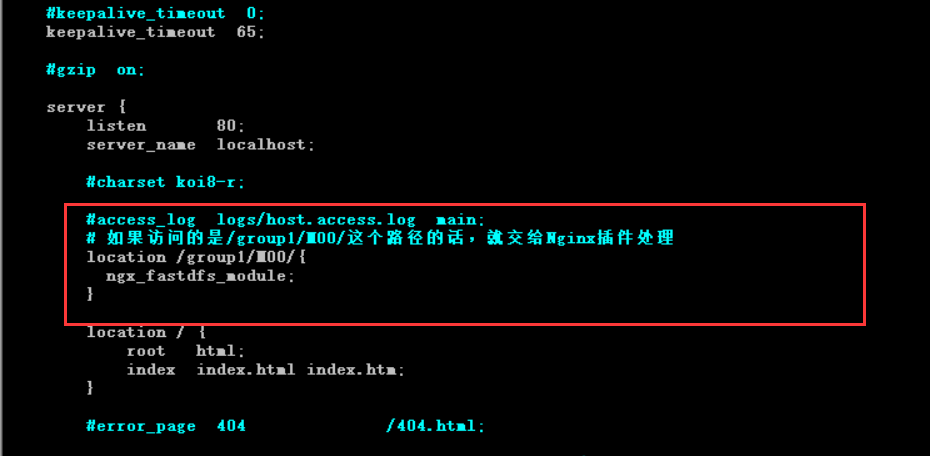 #keepalive_timeout  0;
keepalive_timeout  65;
#gzip  on;
server {
listen       80;
server_name  localhost;
#charset koi8-r;
#access_log  logs/host.access.log  main;
# 如果访问的是/group1/M00/这个路径的话，就交给Nginx插件处理
location /group1/M00/{
ngx_fastdfs_module;
}
location / {
root   html;
index  index.html index.htm;
}
#error_page  404              /404.html;